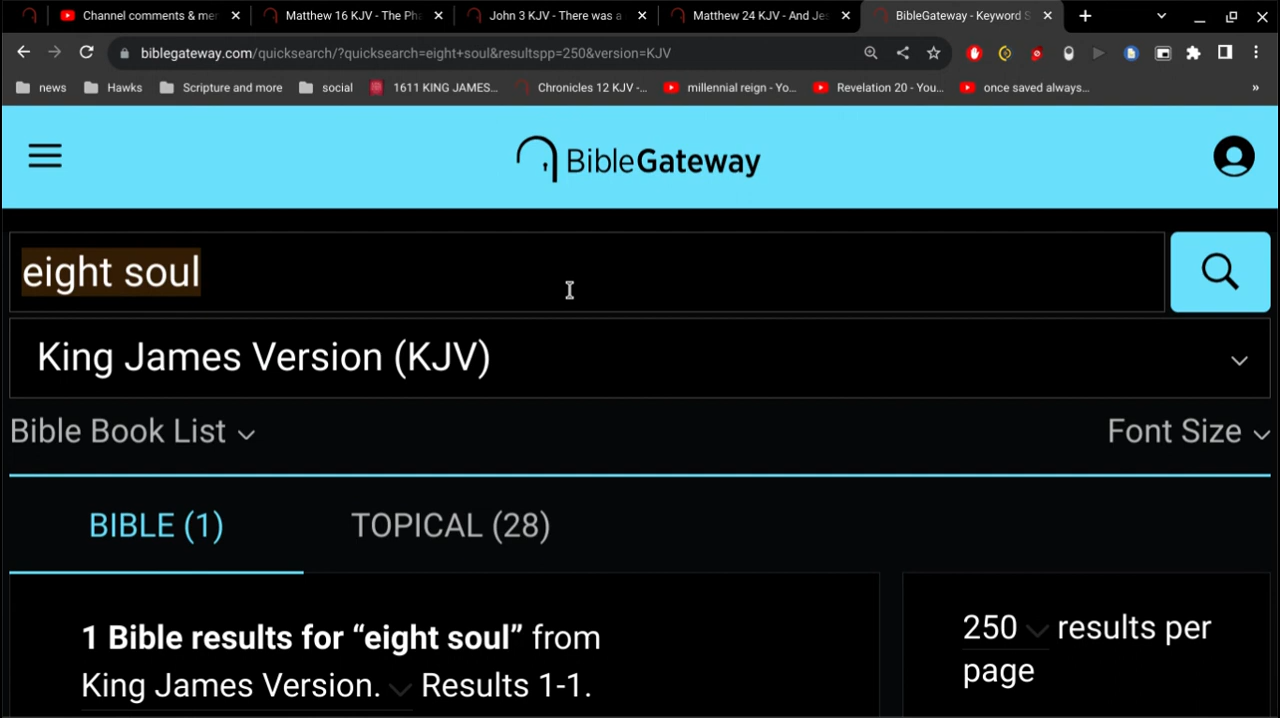 Channel comments & me
Matthew 16 KJV - The Pha
John 3 KJV - There was a
Matthew 24 KJV - And Jes
BibleGateway - Keyword S
biblegateway.com/quicksearch/?quicksearch=eight+soul&resultspp=250&version=KJV
news
Hawks
Scripture and more
social
1611 KING JAMES...
Chronicles 12 KJV -...
millennial reign - Yo...
Revelation 20 - You...
once saved always...
»
BibleGateway
eight soul
King James Version (KJV)
Bible Book List
Font Size
BIBLE (1)
TOPICAL (28)
1 Bible results for “eight soul” from
King James Version. Results 1-1.
250 results per
page